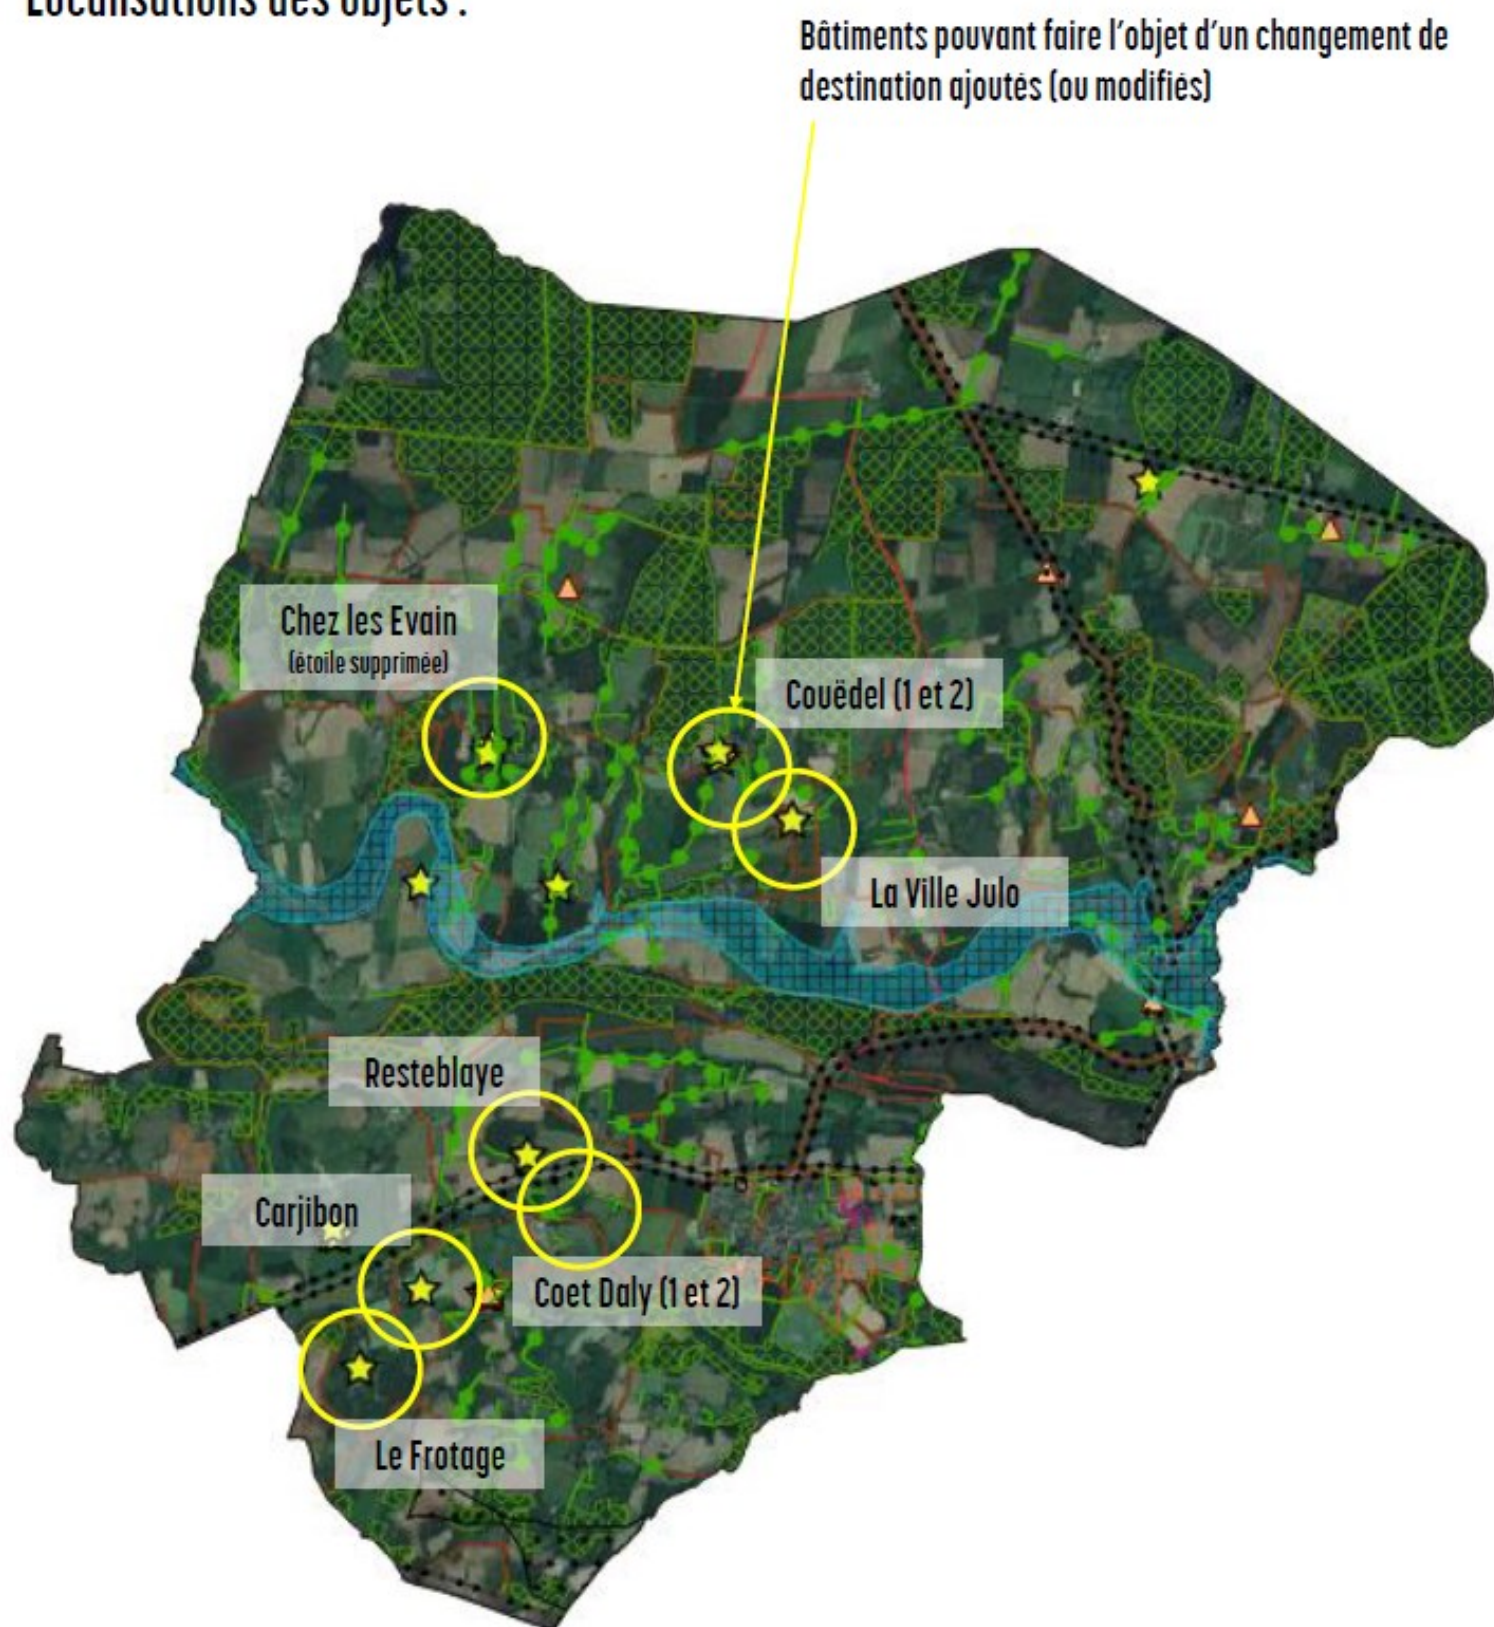 Localisations des objets :
Bâtiments pouvant faire l'objet d'un changement de
destination ajoutés (ou modifiés)
Chez les Evain
(étoile supprimée)
Couëdel (1 et 2)
La Ville Julo
Resteblaye
Carjibon
Coet Daly (1 et 2)
Le Frotage